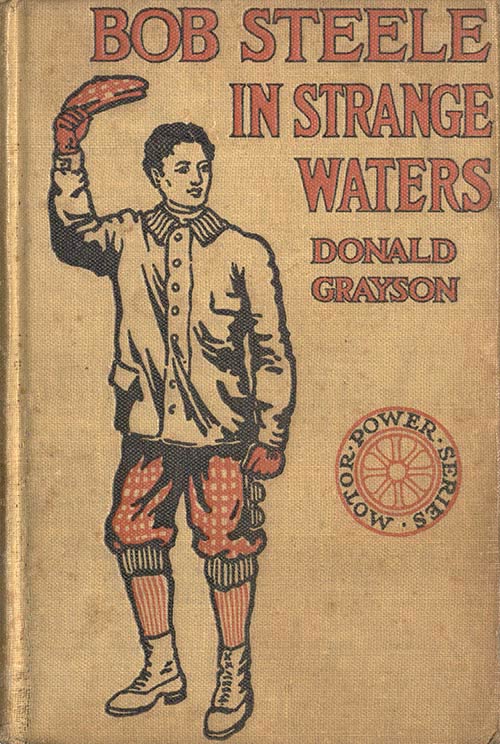 BOB STEELE
IN STRANGE
WATERS
DONALD
GRAYSON
MOTOR·POWER·SERIES·